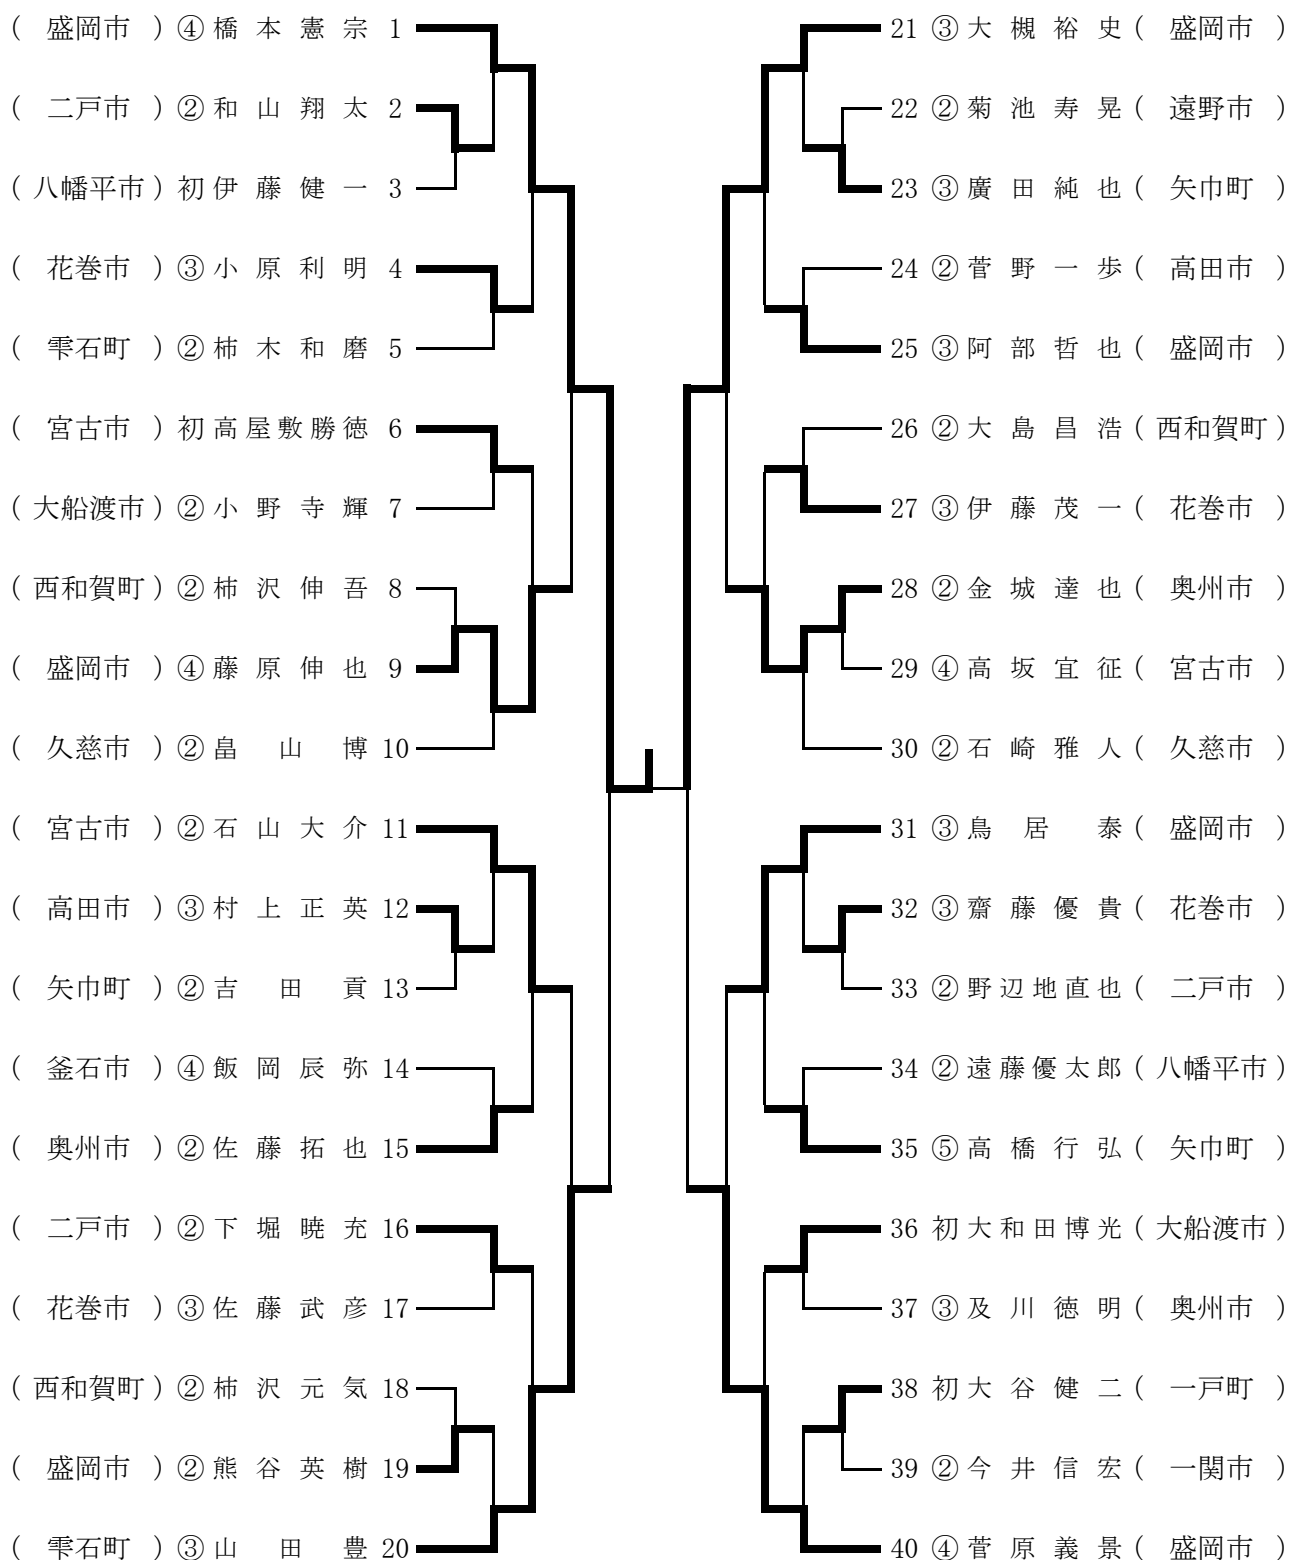 ( 盛岡市 ) ④ 橋本憲宗 1
( 二戸市 ) ② 和山翔太 2
( 八幡平市 ) 初 伊藤健一 3
( 花巻市 ) ③ 小原利明 4
( 雫石町 ) ② 柿木和磨 5
( 宮古市 ) 初 高屋敷勝徳 6
( 大船渡市 ) ② 小野寺輝 7
( 西和賀町 ) ② 柿沢伸吾 8
( 盛岡市 ) ④ 藤原伸也 9
( 久慈市 ) ② 畠山博 10
( 宮古市 ) ② 石山大介 11
( 高田市 ) ③ 村上正英 12
( 矢巾町 ) ② 吉田貢 13
( 釜石市 ) ④ 飯岡辰弥 14
( 奥州市 ) ② 佐藤拓也 15
( 二戸市 ) ② 下堀暁充 16
( 花巻市 ) ③ 佐藤武彦 17
( 西和賀町 ) ② 柿沢元気 18
( 盛岡市 ) ② 熊谷英樹 19
( 雫石町 ) ③ 山田豊 20
21 ③ 大槻裕史 ( 盛岡市 )
22 ② 菊池寿晃 ( 遠野市 )
23 ③ 廣田純也 ( 矢巾町 )
24 ② 菅野一歩 ( 高田市 )
25 ③ 阿部哲也 ( 盛岡市 )
26 ② 大島昌浩 ( 西和賀町 )
27 ③ 伊藤茂一 ( 花巻市 )
28 ② 金城達也 ( 奥州市 )
29 ④ 高坂宜征 ( 宮古市 )
30 ② 石崎雅人 ( 久慈市 )
31 ③ 鳥居泰 ( 盛岡市 )
32 ③ 齋藤優貴 ( 花巻市 )
33 ② 野辺地直也 ( 二戸市 )
34 ② 遠藤優太郎 ( 八幡平市 )
35 ⑤ 高橋行弘 ( 矢巾町 )
36 初 大和田博光 ( 大船渡市 )
37 ③ 及川徳明 ( 奥州市 )
38 初 大谷健二 ( 一戸町 )
39 ② 今井信宏 ( 一関市 )
40 ④ 菅原義景 ( 盛岡市 )